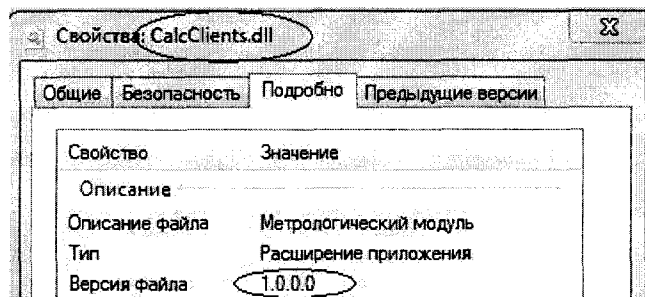 Свойства: CalcClients.dll
Общие Безопасность Подробно Предыдущие версии
Свойство Значение
Описание
Описание файла Метрологический модуль
Тип Расширение приложения
Версия файла 1.0.0.0